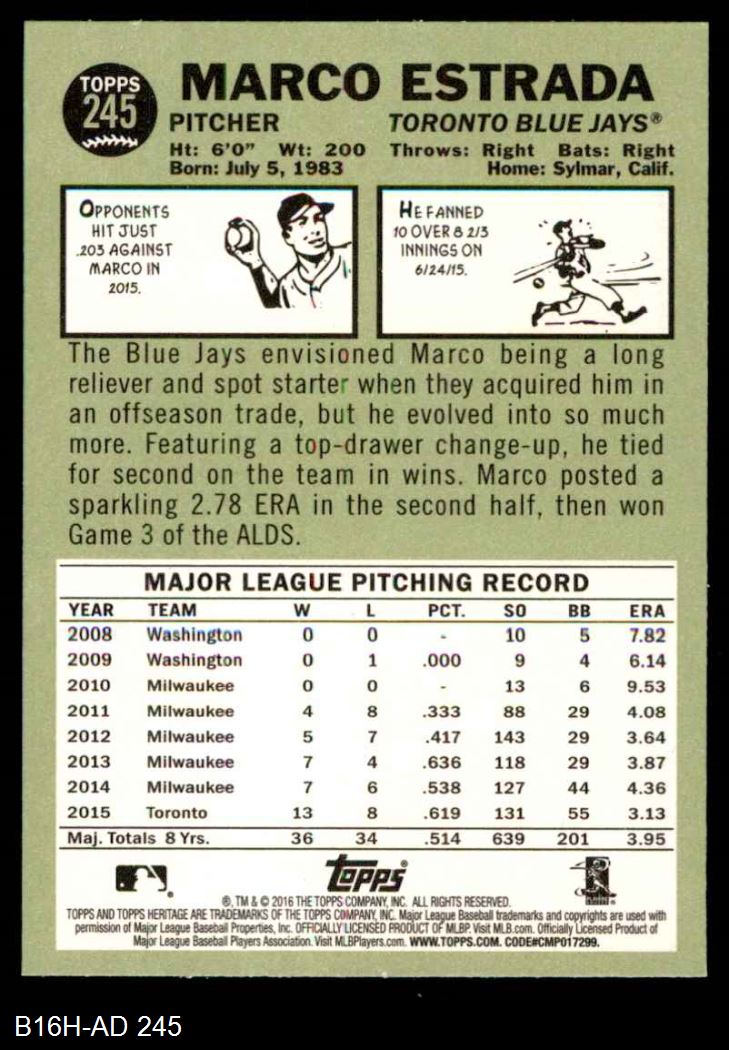 TOPPS
245
MARCO ESTRADA
PITCHER TORONTO BLUE JAYS®
Ht: 6'0" Wt: 200 Throws: Right Bats: Right
Born: July 5, 1983 Home: Sylmar, Calif.
OPPONENTS
HIT JUST
.203 AGAINST
MARCO IN
2015.
HE FANNED
10 OVER 8 2/3
INNINGS ON
6/24/15.
The Blue Jays envisioned Marco being a long
reliever and spot starter when they acquired him in
an offseason trade, but he evolved into so much
more. Featuring a top-drawer change-up, he tied
for second on the team in wins. Marco posted a
sparkling 2.78 ERA in the second half, then won
Game 3 of the ALDS.
MAJOR LEAGUE PITCHING RECORD
YEAR TEAM W L PCT. SO BB ERA
2008 Washington 0 0 - 10 5 7.82
2009 Washington 0 1 .000 9 4 6.14
2010 Milwaukee 0 0 - 13 6 9.53
2011 Milwaukee 4 8 .333 88 29 4.08
2012 Milwaukee 5 7 .417 143 29 3.64
2013 Milwaukee 7 4 .636 118 29 3.87
2014 Milwaukee 7 6 .538 127 44 4.36
2015 Toronto 13 8 .619 131 55 3.13
Maj. Totals 8 Yrs. 36 34 .514 639 201 3.95
TOPPS®
®, TM & © 2016 THE TOPPS COMPANY, INC. ALL RIGHTS RESERVED.
TOPPS AND TOPPS HERITAGE ARE TRADEMARKS OF THE TOPPS COMPANY, INC. Major League Baseball trademarks and copyrights are used with
permission of Major League Baseball Properties, Inc. OFFICIALLY LICENSED PRODUCT OF MLBP. Visit MLB.com. Officially Licensed Product of
Major League Baseball Players Association. Visit MLBPlayers.com. WWW.TOPPS.COM. CODE#CMP017299.
B16H-AD 245